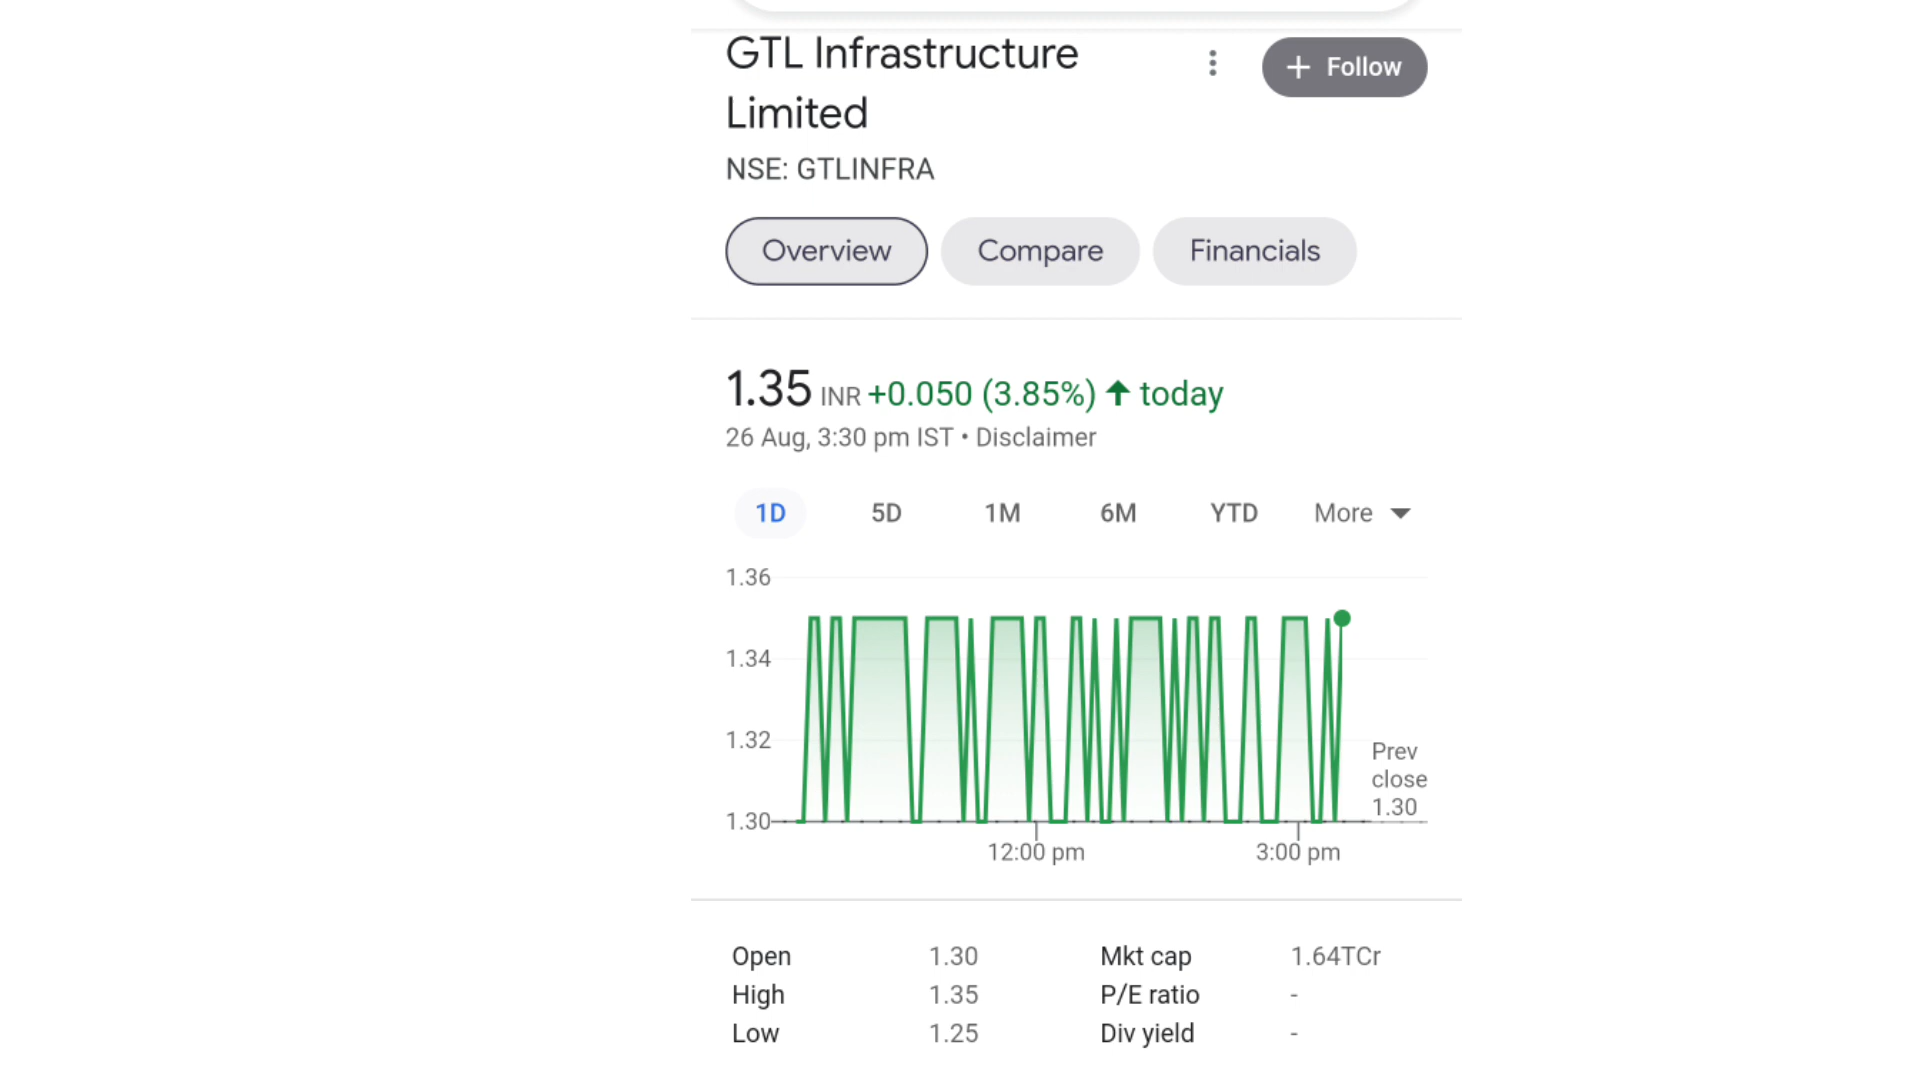 GTL Infrastructure
Limited
+ Follow
NSE: GTLINFRA
Overview Compare Financials
1.35 INR +0.050 (3.85%) ↑ today
26 Aug, 3:30 pm IST • Disclaimer
1D 5D 1M 6M YTD More
1.36
1.34
1.32
1.30
Prev
close
1.30
12:00 pm 3:00 pm
Open 1.30 Mkt cap 1.64TCr
High 1.35 P/E ratio -
Low 1.25 Div yield -